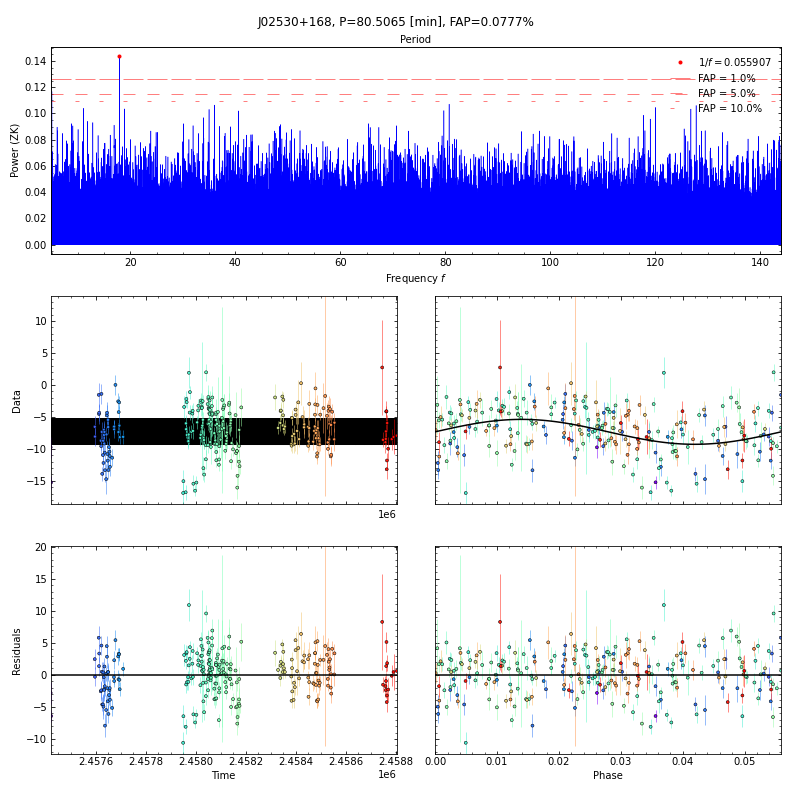 J02530+168, P=80.5065 [min], FAP=0.0777%
Period
Power (ZK)
0.14
0.12
0.10
0.08
0.06
0.04
0.02
0.00
1/f = 0.055907
FAP = 1.0%
FAP = 5.0%
FAP = 10.0%
20 40 60 80 100 120 140
Frequency f
Data
10
5
0
−5
−10
−15
1e6
Residuals
20
15
10
5
0
−5
−10
2.4576 2.4578 2.4580 2.4582 2.4584 2.4586 2.4588
Time
1e6
0.00 0.01 0.02 0.03 0.04 0.05
Phase